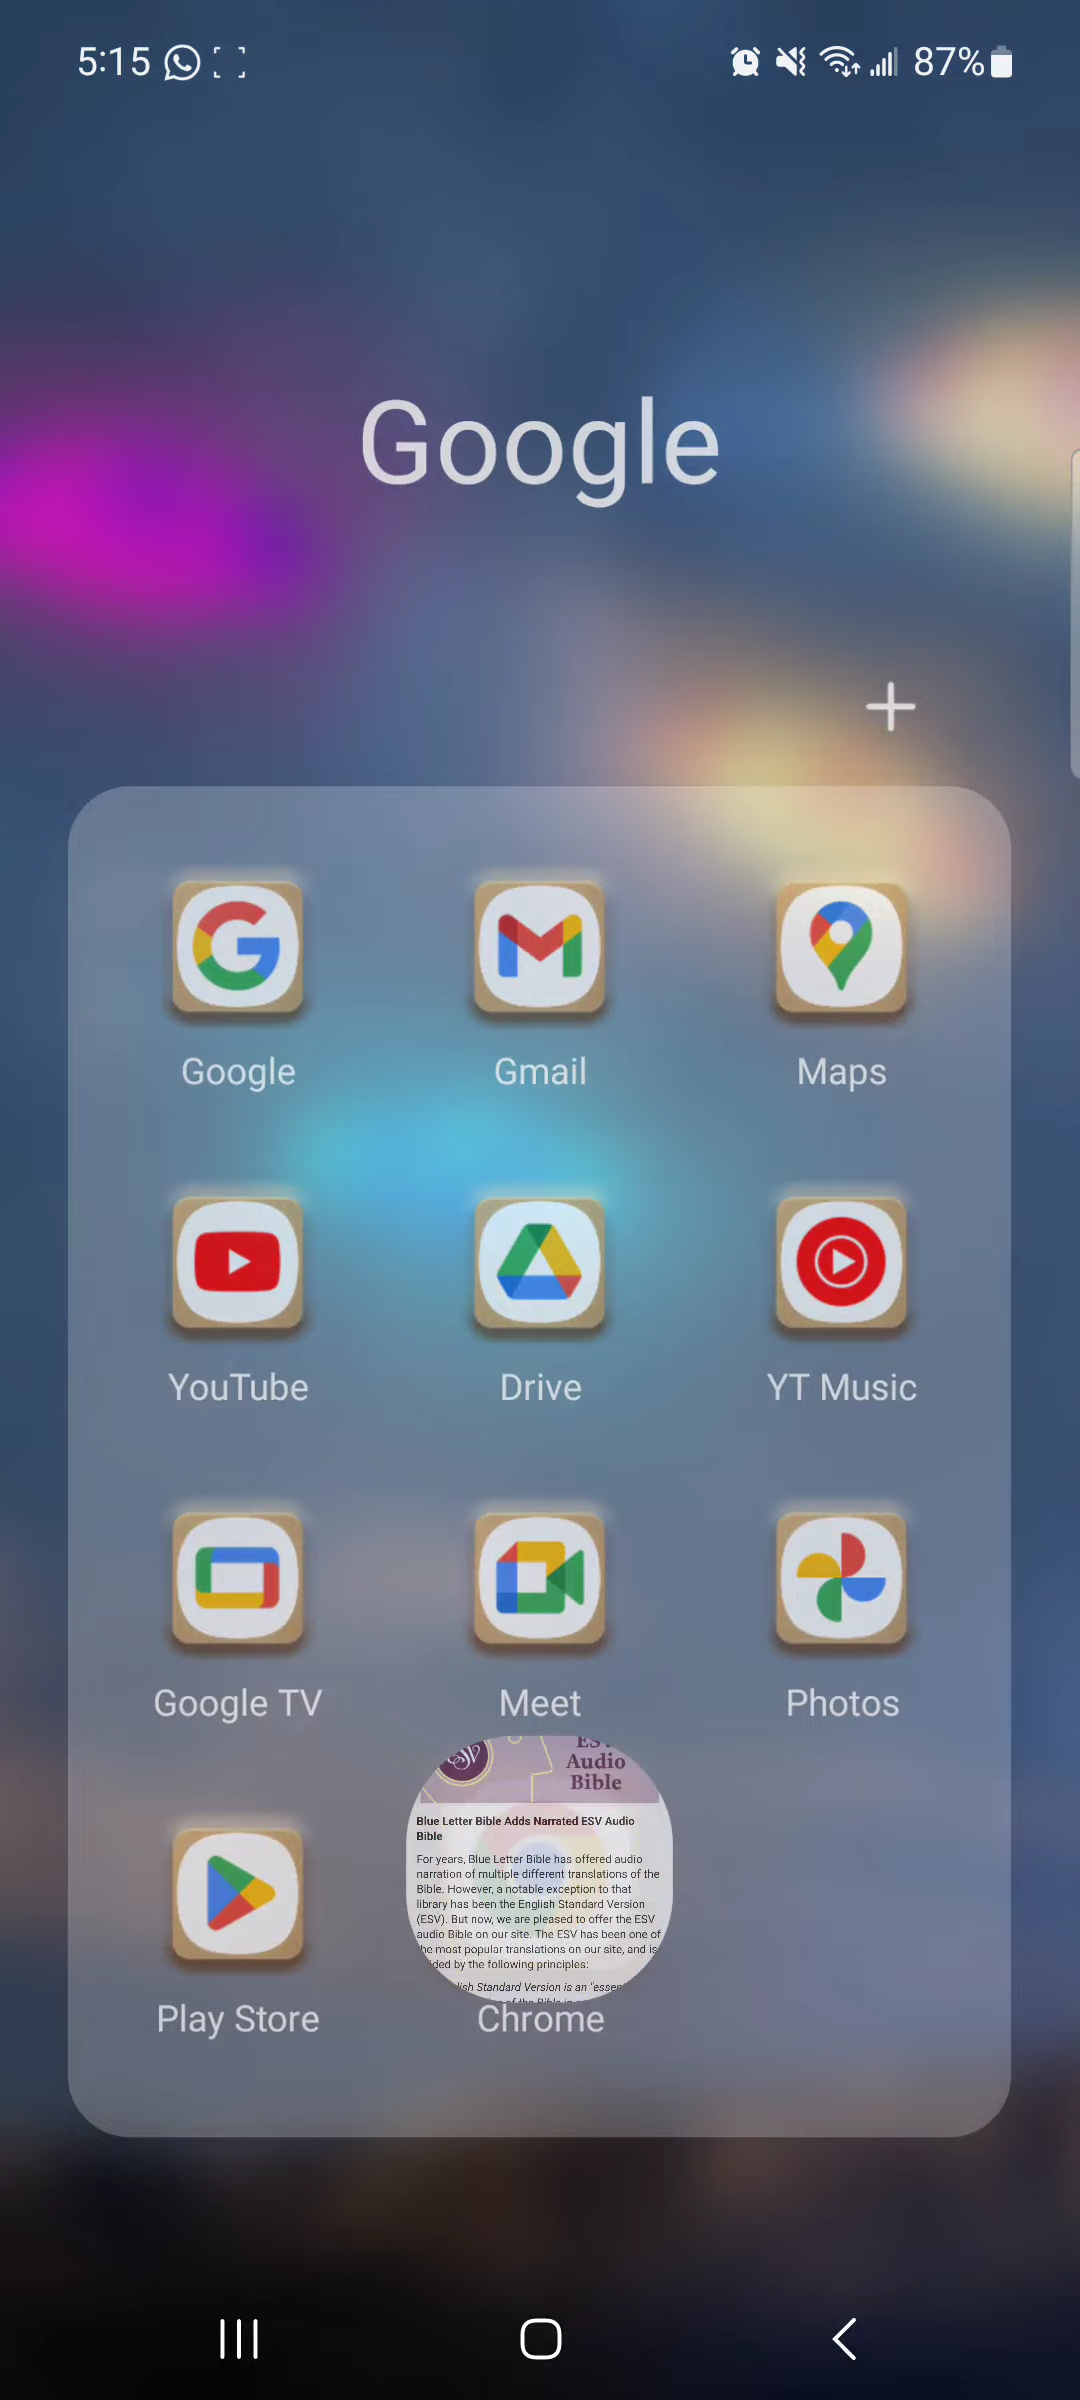 5:15
87%
Google
Google
Gmail
Maps
YouTube
Drive
YT Music
Google TV
Meet
Photos
Audio
Bible
Blue Letter Bible Adds Narrated ESV Audio
Bible
For years, Blue Letter Bible has offered audio
narration of multiple different translations of the
Bible. However, a notable exception to that
library has been the English Standard Version
(ESV). But now, we are pleased to offer the ESV
audio Bible on our site. The ESV has been one of
the most popular translations on our site, and is
by the following principles:
Standard Version is an
Play Store
Chrome